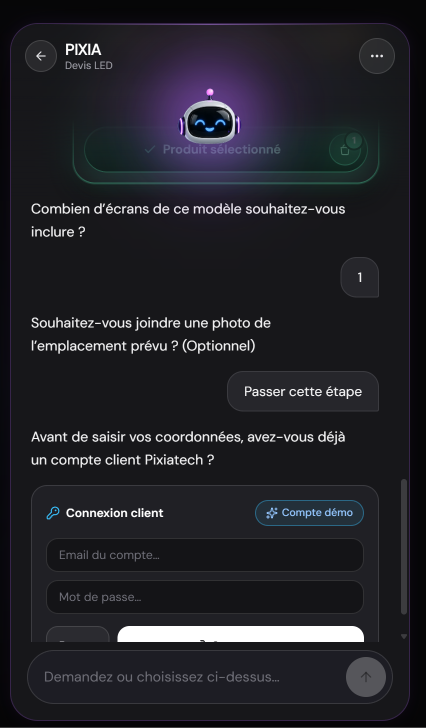 PIXIA
Devis LED
Produit sélectionné
1
Combien d’écrans de ce modèle souhaitez-vous
inclure ?
1
Souhaitez-vous joindre une photo de
l’emplacement prévu ? (Optionnel)
Passer cette étape
Avant de saisir vos coordonnées, avez-vous déjà
un compte client Pixiatech ?
Connexion client
Compte démo
Email du compte...
Mot de passe...
Demandez ou choisissez ci-dessus...